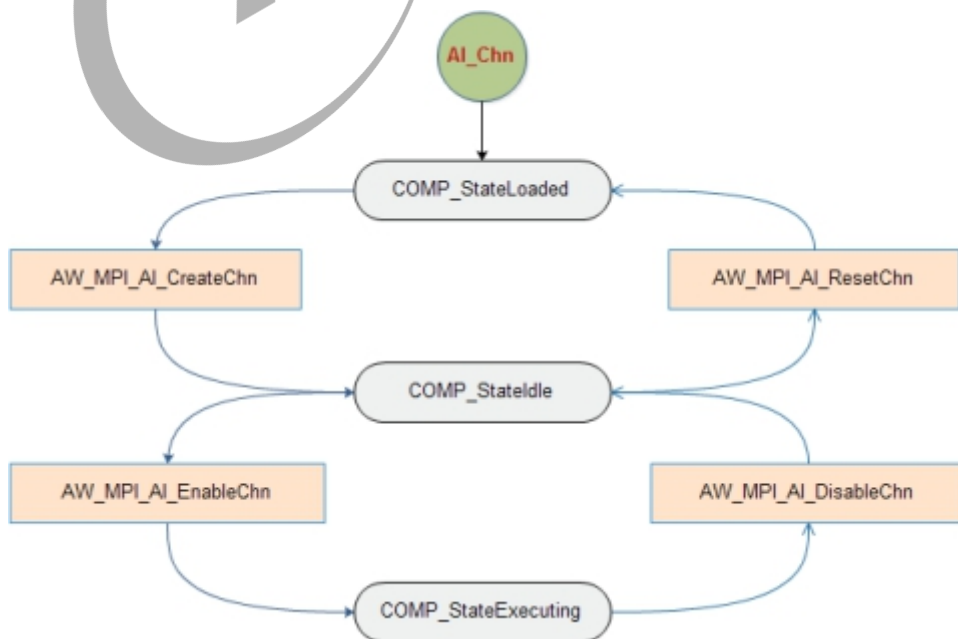 AI_Chn
COMP_StateLoaded
AW_MPI_AI_CreateChn
AW_MPI_AI_ResetChn
COMP_StateIdle
AW_MPI_AI_EnableChn
AW_MPI_AI_DisableChn
COMP_StateExecuting